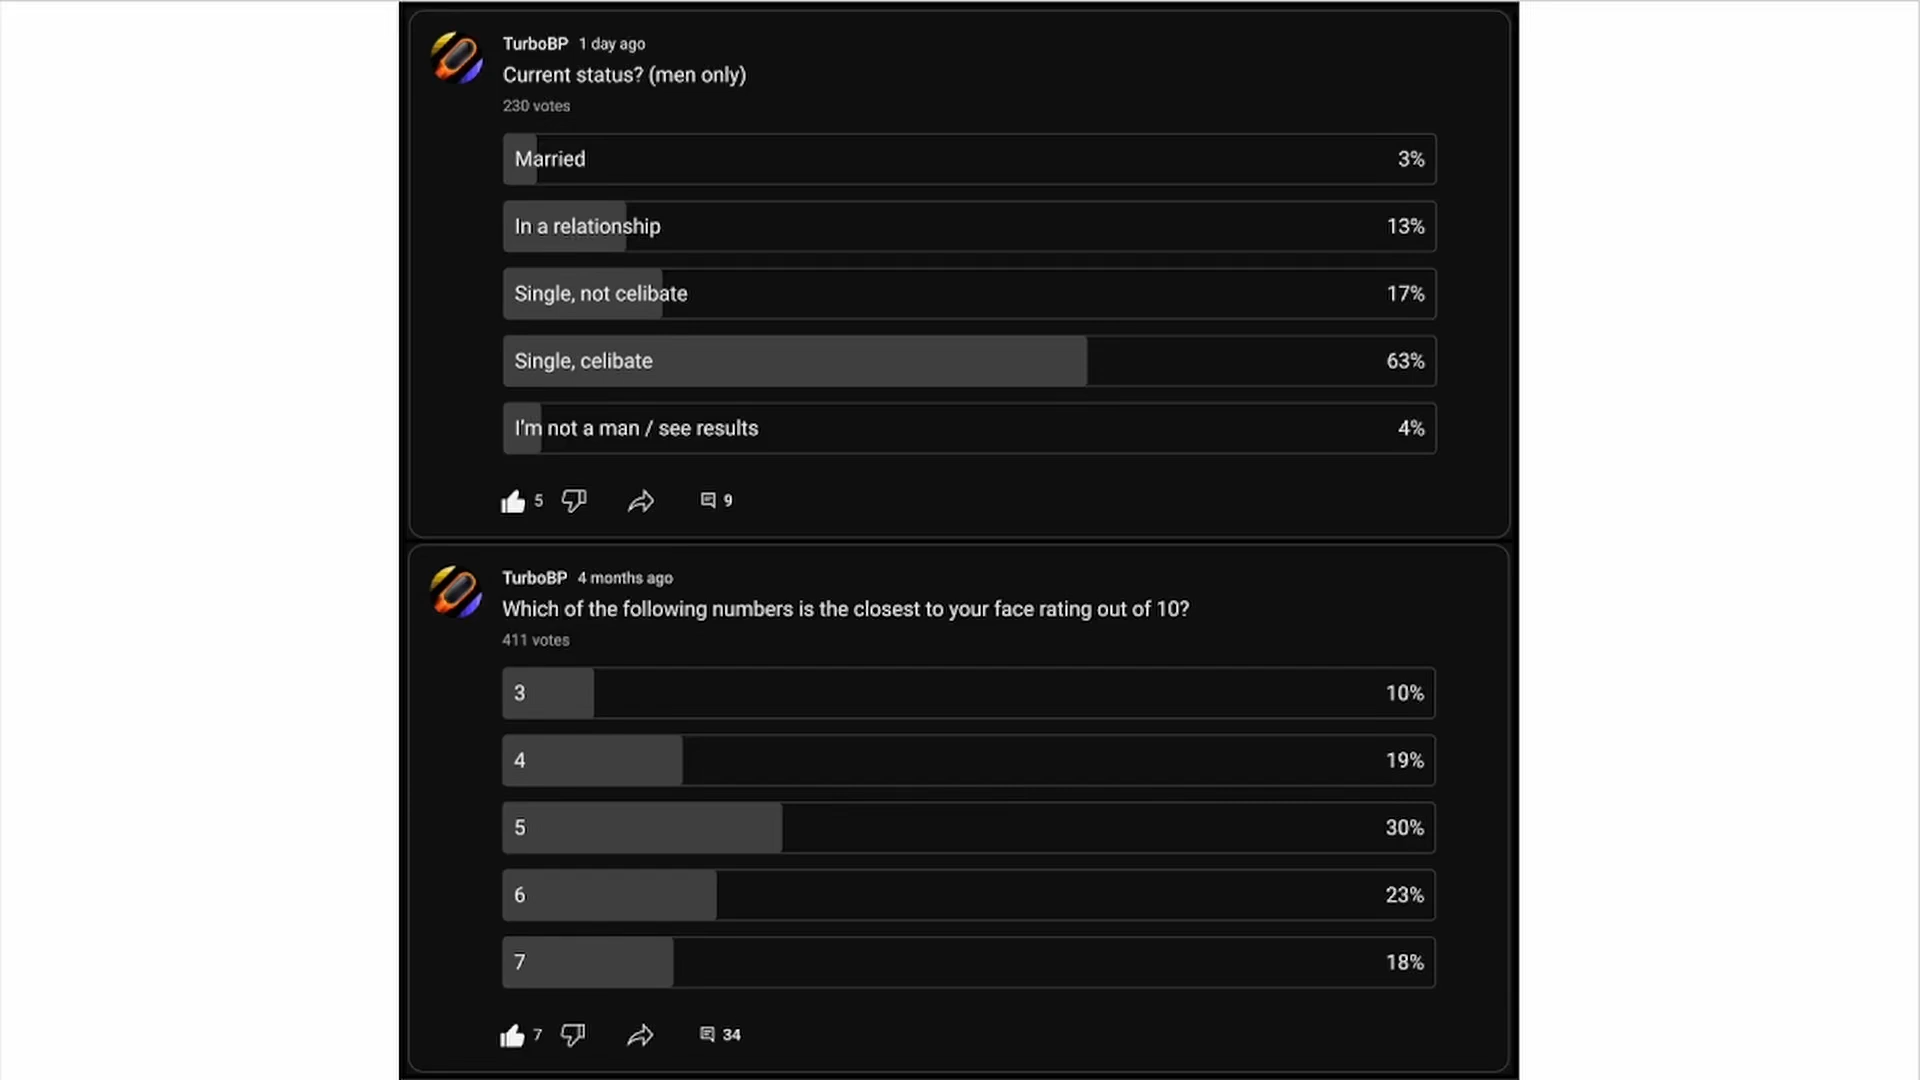 TurboBP 1 day ago
Current status? (men only)
230 votes
Married 3%
In a relationship 13%
Single, not celibate 17%
Single, celibate 63%
I'm not a man / see results 4%
5 9
TurboBP 4 months ago
Which of the following numbers is the closest to your face rating out of 10?
411 votes
3 10%
4 19%
5 30%
6 23%
7 18%
7 34